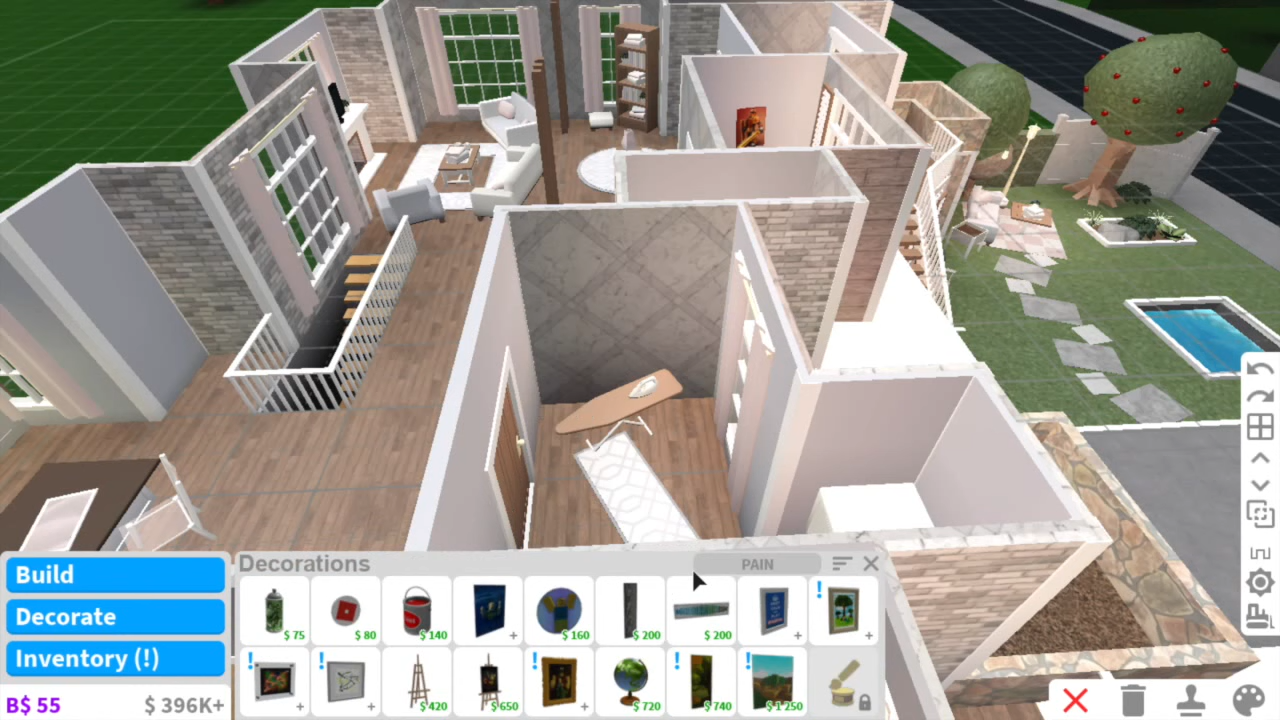 Decorations
PAIN
Build
Decorate
Inventory (!)
B$ 55
$ 396K+
$ 75
$ 80
$ 140
+
$ 160
$ 200
$ 200
+
!
+
!
+
!
+
$ 420
$ 650
!
+
$ 720
!
$ 740
!
$ 1 250